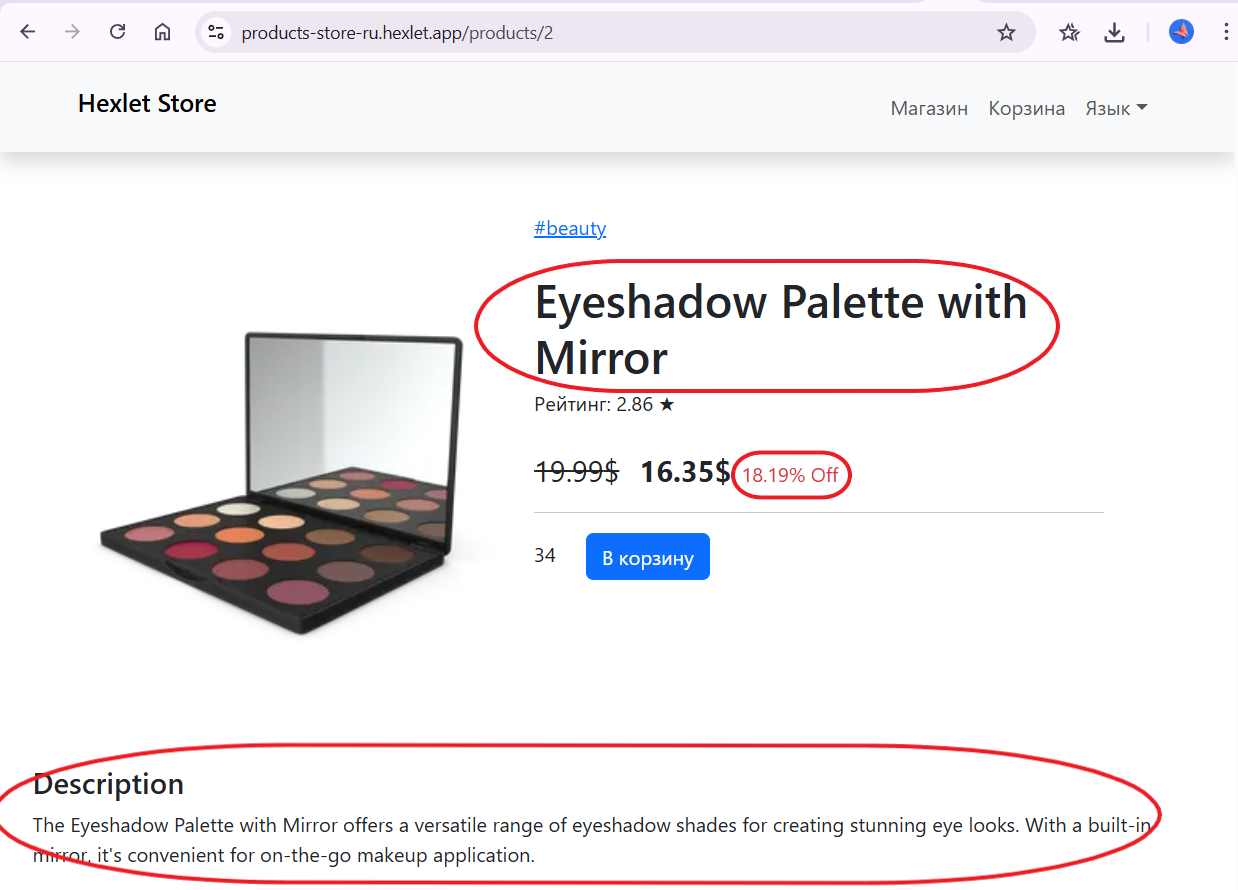 products-store-ru.hexlet.app/products/2
Hexlet Store
Магазин
Корзина
Язык
#beauty
Eyeshadow Palette with
Mirror
Рейтинг: 2.86 ★
19.99$ 16.35$ 18.19% Off
34
В корзину
Description
The Eyeshadow Palette with Mirror offers a versatile range of eyeshadow shades for creating stunning eye looks. With a built-in
mirror, it's convenient for on-the-go makeup application.